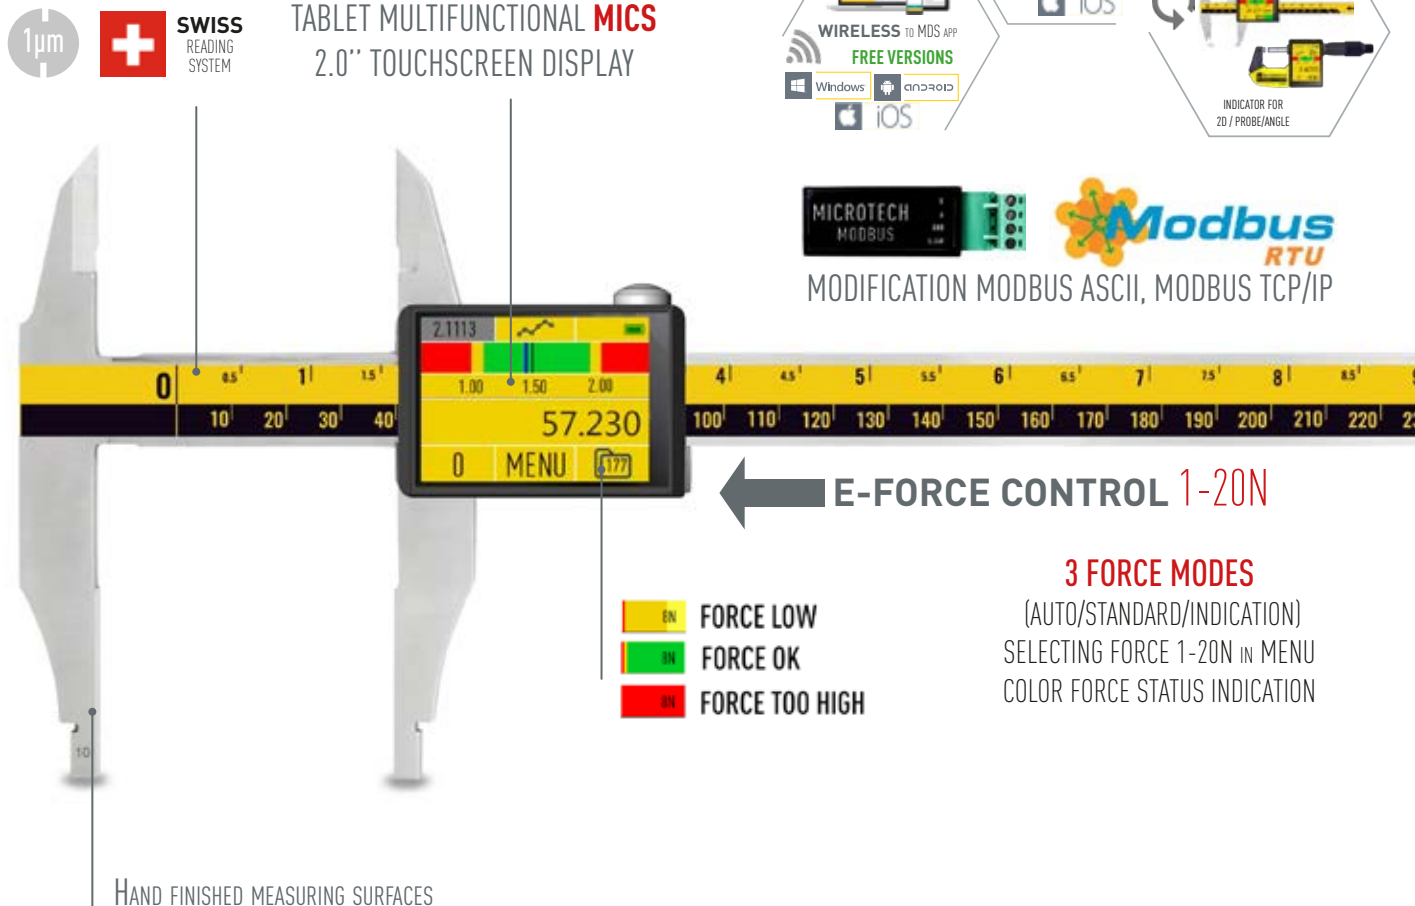 1µm
SWISS
READING
SYSTEM
TABLET MULTIFUNCTIONAL MICS
2.0'' TOUCHSCREEN DISPLAY
WIRELESS TO MDS APP
FREE VERSIONS
Windows android
iOS
iOS
INDICATOR FOR
2D / PROBE/ANGLE
MICROTECH
MODBUS
Modbus
RTU
MODIFICATION MODBUS ASCII, MODBUS TCP/IP
2.1113
1.00 1.50 2.00
57.230
0 MENU 177
0 0.5 1 1.5 4 4.5 5 5.5 6 6.5 7 7.5 8 8.5 9
10 20 30 40 100 110 120 130 140 150 160 170 180 190 200 210 220
E-FORCE CONTROL 1-20N
8N FORCE LOW
8N FORCE OK
8N FORCE TOO HIGH
3 FORCE MODES
(AUTO/STANDARD/INDICATION)
SELECTING FORCE 1-20N IN MENU
COLOR FORCE STATUS INDICATION
10
HAND FINISHED MEASURING SURFACES